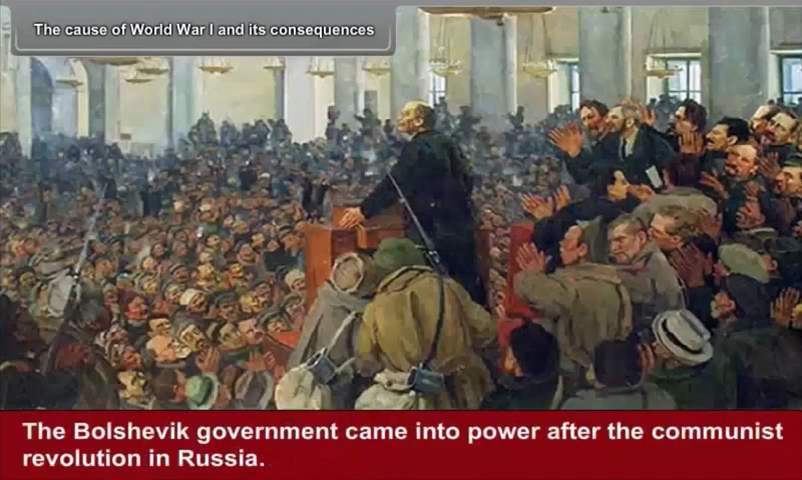 The cause of World War I and its consequences
The Bolshevik government came into power after the communist
revolution in Russia.